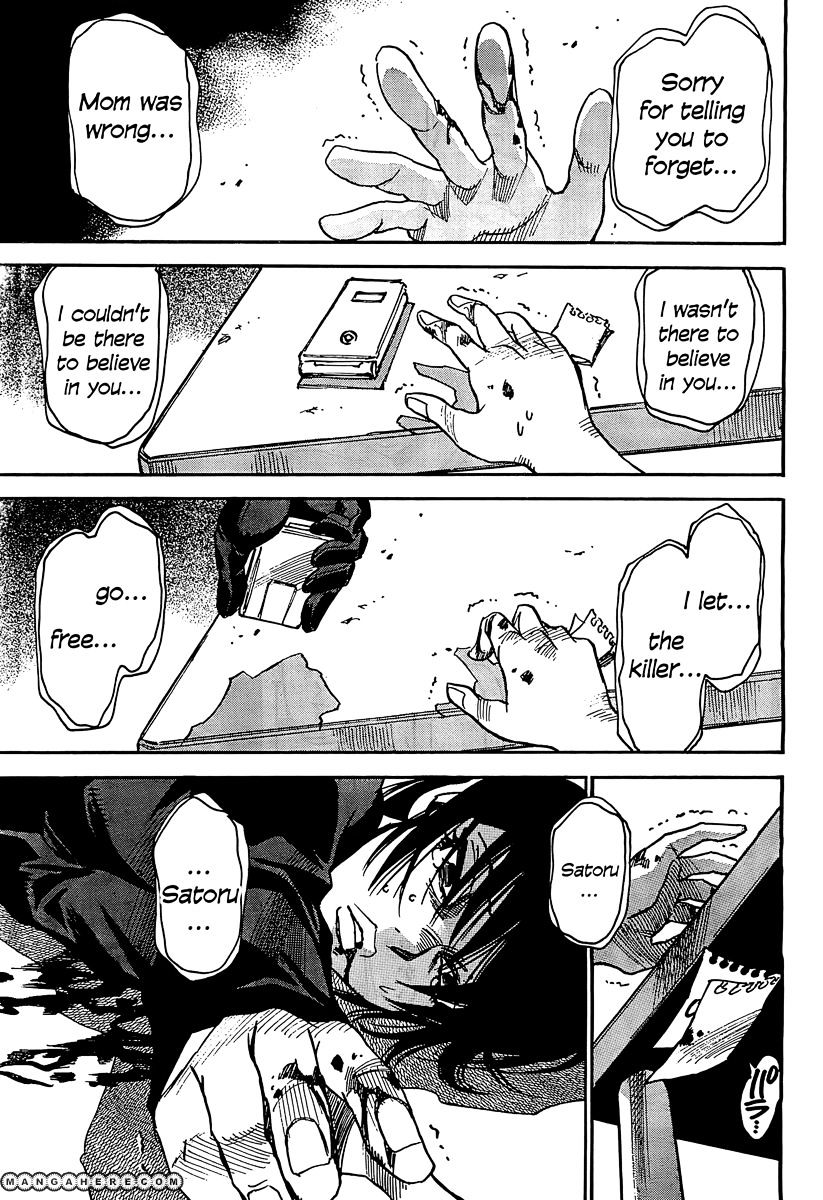 Sorry
for telling
you to
forget...
Mom was
wrong...
I wasn't
there to
believe
in you...
I couldn't
be there
to believe
in you...
I let...
the
killer...
go...
free...
Satoru
...
...
Satoru
...
MANGAHERE.COM